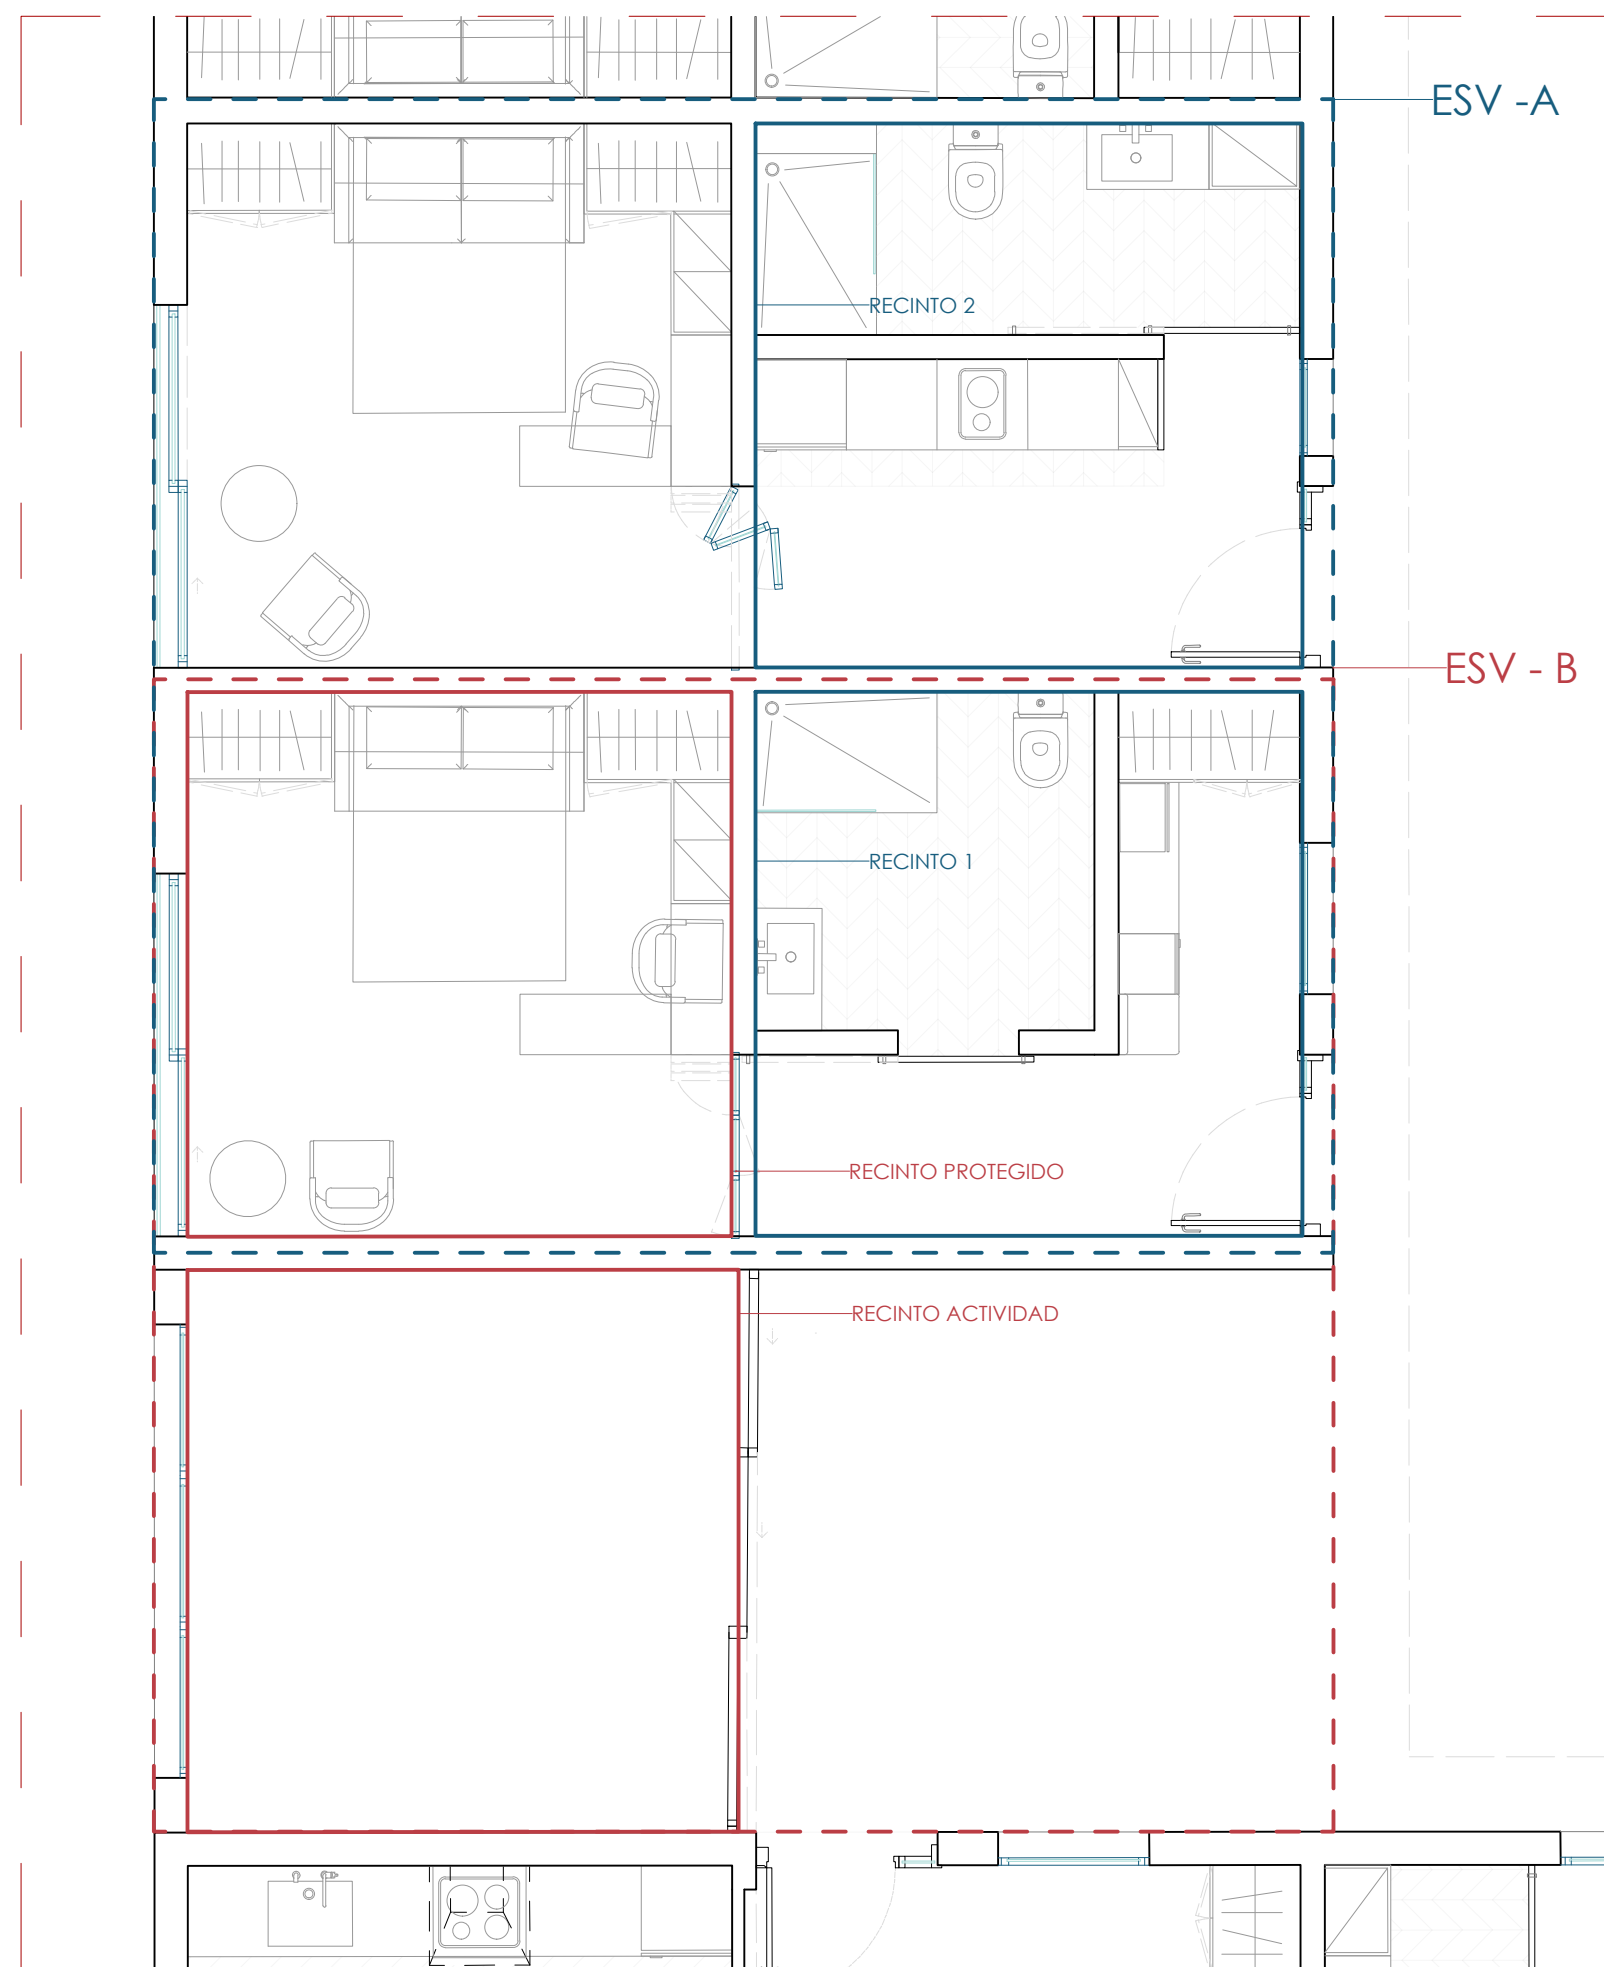 ESV -A
RECINTO 2
ESV - B
RECINTO 1
RECINTO PROTEGIDO
RECINTO ACTIVIDAD